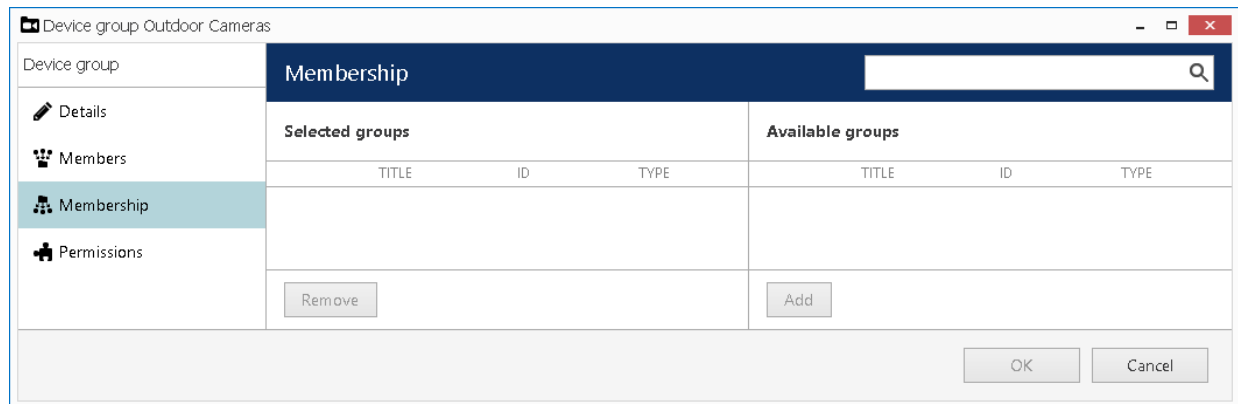 Device group Outdoor Cameras
Device group
Details
Members
Membership
Permissions
Membership
Selected groups
TITLE ID TYPE
Remove
Available groups
TITLE ID TYPE
Add
OK Cancel